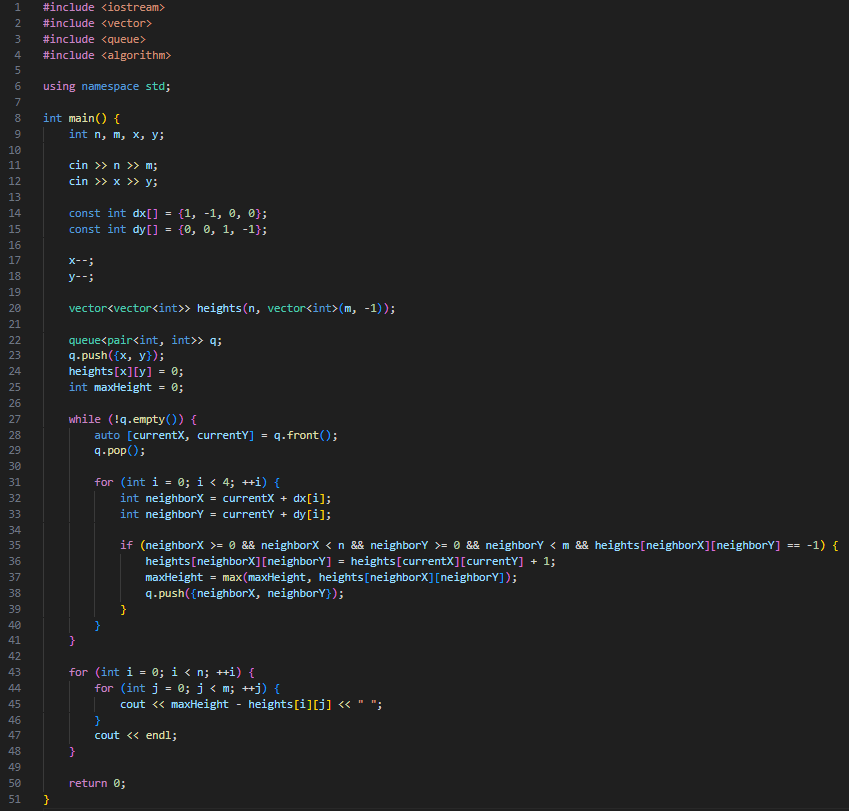 1 #include <iostream>
2 #include <vector>
3 #include <queue>
4 #include <algorithm>
5
6 using namespace std;
7
8 int main() {
9     int n, m, x, y;
10
11     cin >> n >> m;
12     cin >> x >> y;
13
14     const int dx[] = {1, -1, 0, 0};
15     const int dy[] = {0, 0, 1, -1};
16
17     x--;
18     y--;
19
20     vector<vector<int>> heights(n, vector<int>(m, -1));
21
22     queue<pair<int, int>> q;
23     q.push({x, y});
24     heights[x][y] = 0;
25     int maxHeight = 0;
26
27     while (!q.empty()) {
28         auto [currentX, currentY] = q.front();
29         q.pop();
30
31         for (int i = 0; i < 4; ++i) {
32             int neighborX = currentX + dx[i];
33             int neighborY = currentY + dy[i];
34
35             if (neighborX >= 0 && neighborX < n && neighborY >= 0 && neighborY < m && heights[neighborX][neighborY] == -1) {
36                 heights[neighborX][neighborY] = heights[currentX][currentY] + 1;
37                 maxHeight = max(maxHeight, heights[neighborX][neighborY]);
38                 q.push({neighborX, neighborY});
39             }
40         }
41     }
42
43     for (int i = 0; i < n; ++i) {
44         for (int j = 0; j < m; ++j) {
45             cout << maxHeight - heights[i][j] << " ";
46         }
47         cout << endl;
48     }
49
50     return 0;
51 }